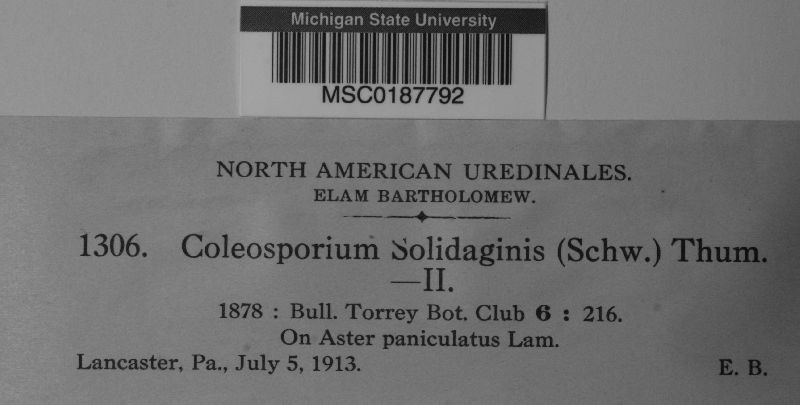 Michigan State University
MSC0187792
NORTH AMERICAN UREDINALES.
ELAM BARTHOLOMEW.
1306. Coleosporium Solidaginis (Schw.) Thum.
—II.
1878 : Bull. Torrey Bot. Club 6 : 216.
On Aster paniculatus Lam.
Lancaster, Pa., July 5, 1913. E. B.